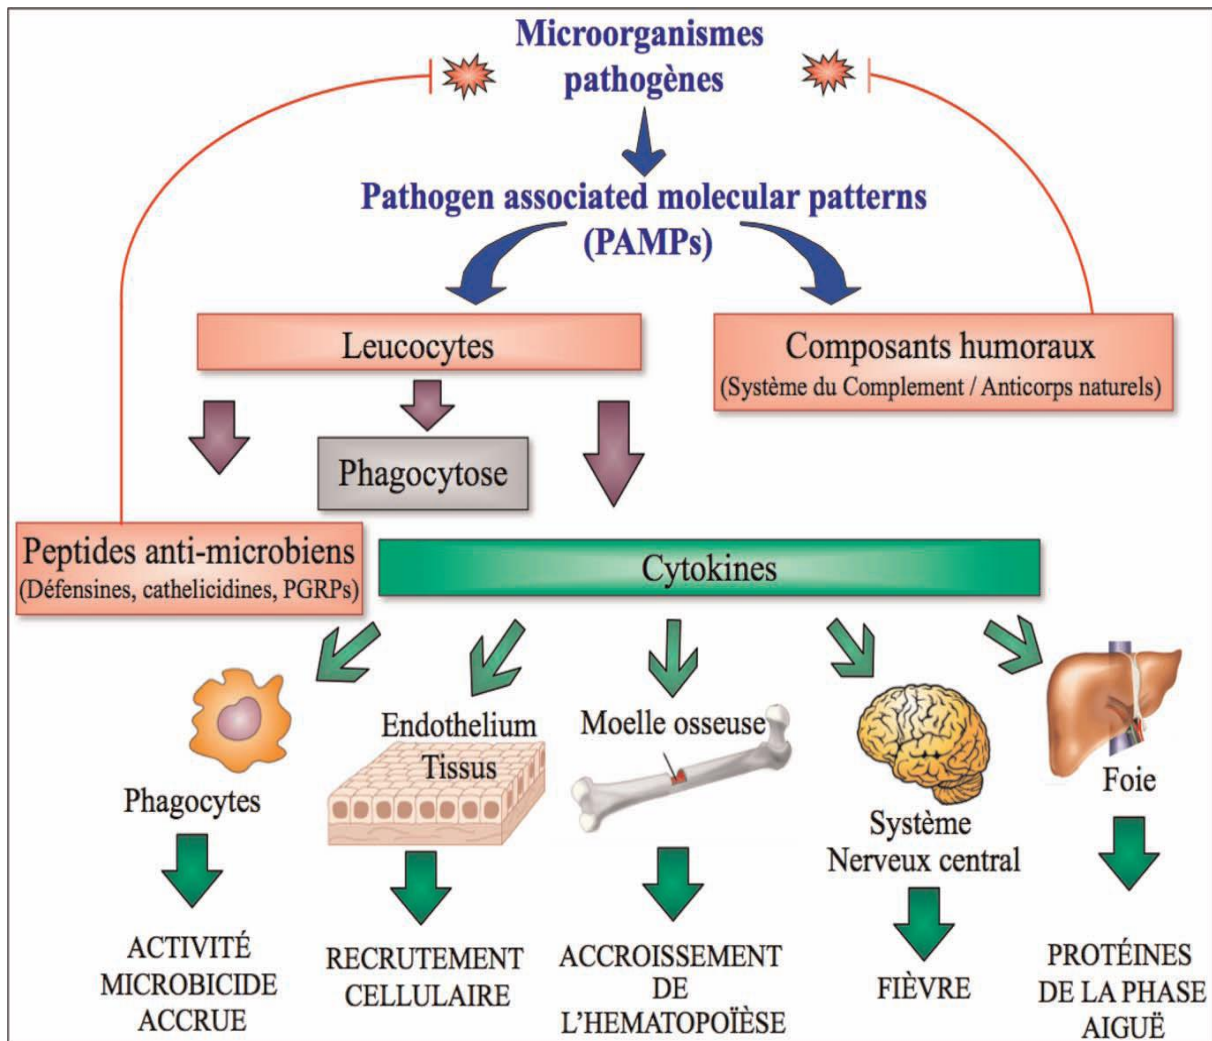 Microorganismes
pathogènes
Pathogen associated molecular patterns
(PAMPs)
Leucocytes
Composants humoraux
(Système du Complement / Anticorps naturels)
Phagocytose
Peptides anti-microbiens
(Défensines, cathelicidines, PGRPs)
Cytokines
Phagocytes
Endothelium
Tissus
Moelle osseuse
Système
Nerveux central
Foie
ACTIVITÉ
MICROBICIDE
ACCRUE
RECRUTEMENT
CELLULAIRE
ACCROISSEMENT
DE
L'HEMATOPOÏÈSE
FIÈVRE
PROTÉINES
DE LA PHASE
AIGUË